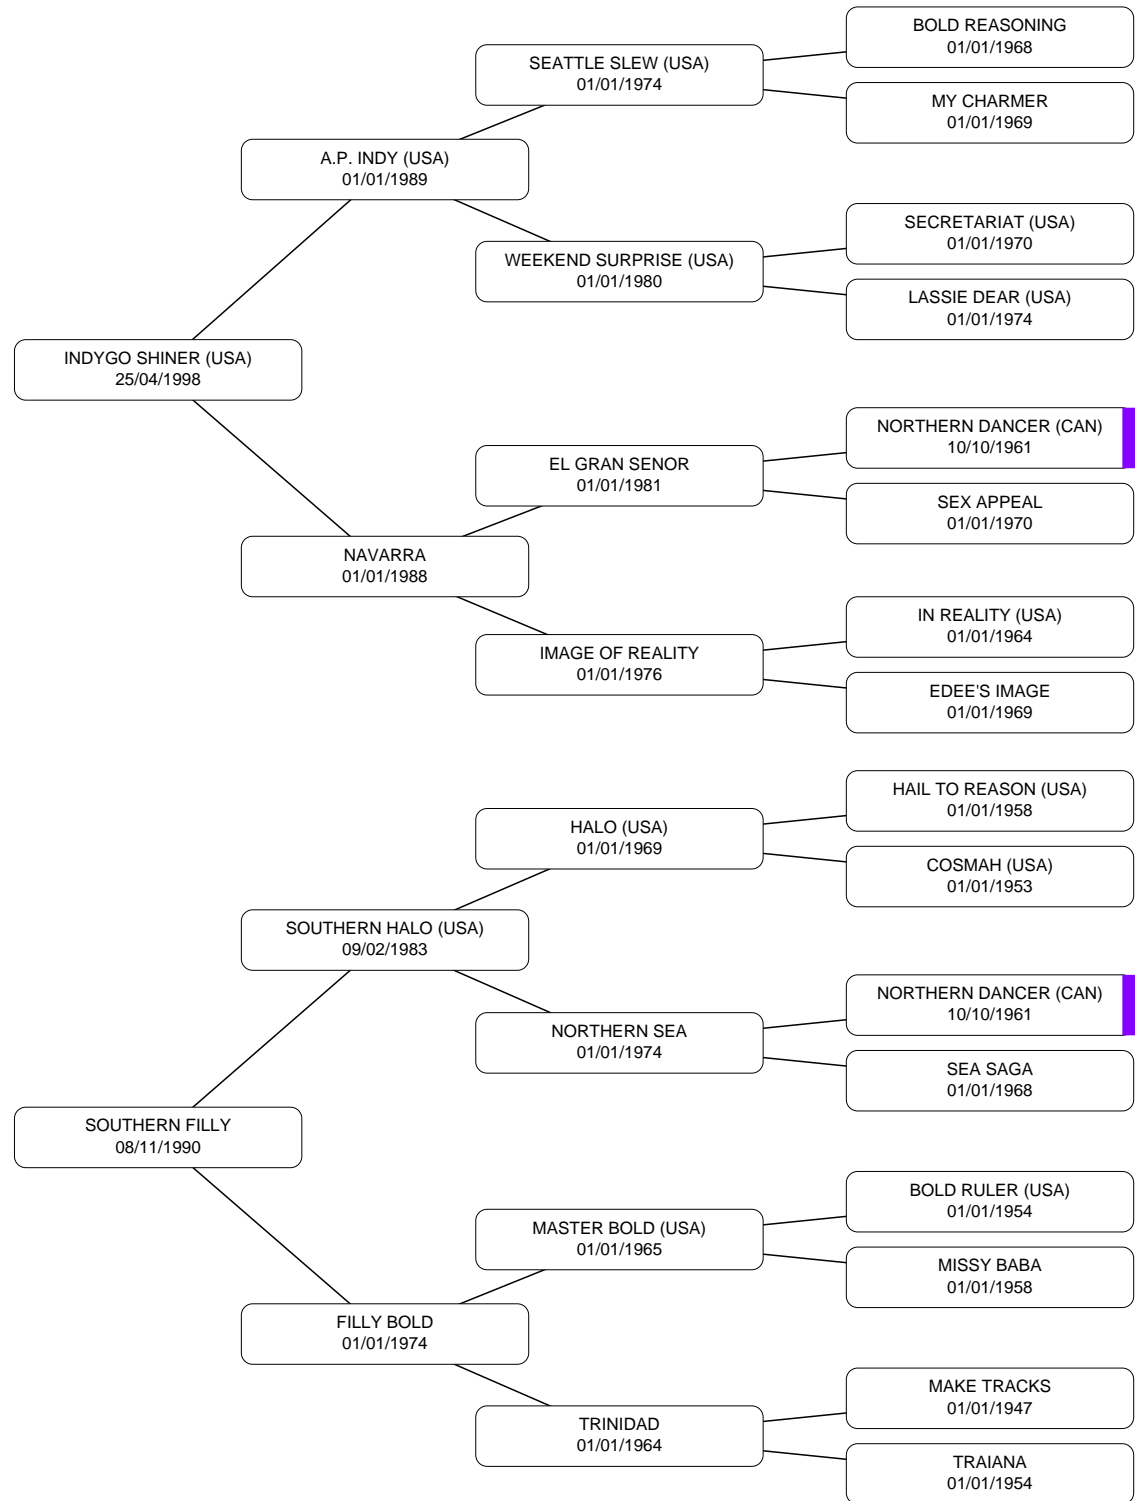 BOLD REASONING
01/01/1968
SEATTLE SLEW (USA)
01/01/1974
MY CHARMER
01/01/1969
A.P. INDY (USA)
01/01/1989
SECRETARIAT (USA)
01/01/1970
WEEKEND SURPRISE (USA)
01/01/1980
LASSIE DEAR (USA)
01/01/1974
INDYGO SHINER (USA)
25/04/1998
NORTHERN DANCER (CAN)
10/10/1961
EL GRAN SENOR
01/01/1981
SEX APPEAL
01/01/1970
NAVARRA
01/01/1988
IN REALITY (USA)
01/01/1964
IMAGE OF REALITY
01/01/1976
EDEE'S IMAGE
01/01/1969
HAIL TO REASON (USA)
01/01/1958
HALO (USA)
01/01/1969
COSMAH (USA)
01/01/1953
SOUTHERN HALO (USA)
09/02/1983
NORTHERN DANCER (CAN)
10/10/1961
NORTHERN SEA
01/01/1974
SEA SAGA
01/01/1968
SOUTHERN FILLY
08/11/1990
BOLD RULER (USA)
01/01/1954
MASTER BOLD (USA)
01/01/1965
MISSY BABA
01/01/1958
FILLY BOLD
01/01/1974
MAKE TRACKS
01/01/1947
TRINIDAD
01/01/1964
TRAIANA
01/01/1954